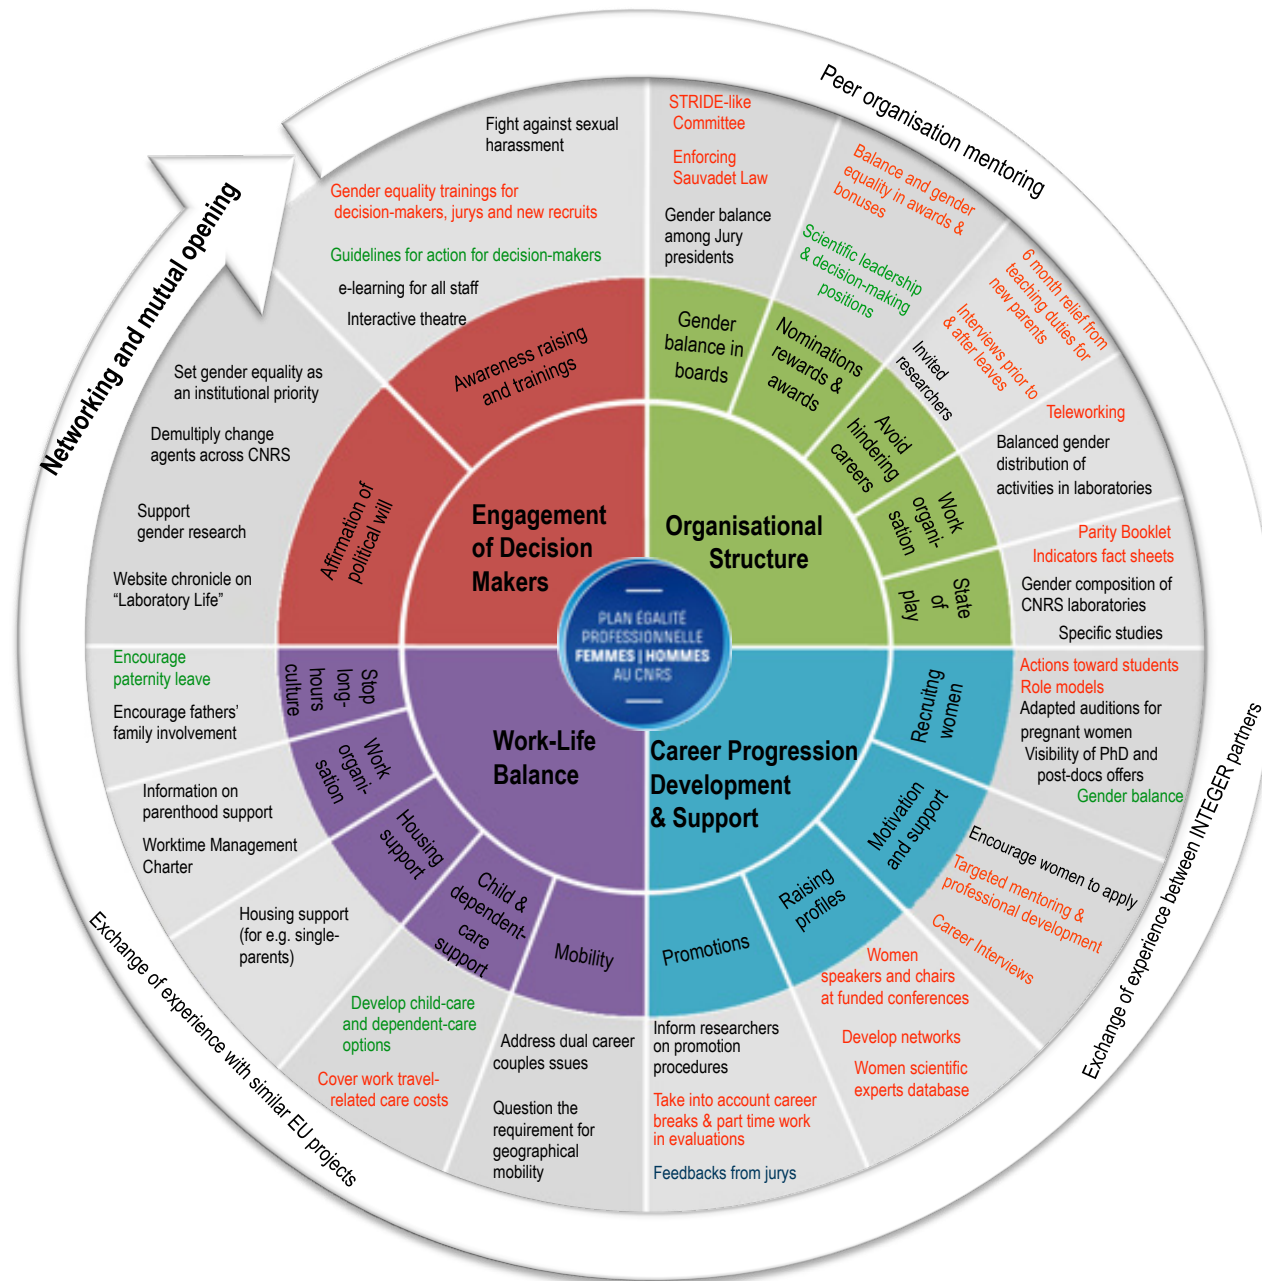 Networking and mutual opening
Peer organisation mentoring
Exchange of experience between INTEGER partners
Exchange of experience with similar EU projects
Fight against sexual
harassment
Gender equality trainings for
decision-makers, jurys and new recruits
Guidelines for action for decision-makers
e-learning for all staff
Interactive theatre
Awareness raising
and trainings
Set gender equality as
an institutional priority
Demultiply change
agents across CNRS
Support
gender research
Website chronicle on
“Laboratory Life”
Affirmation of
political will
Engagement
of Decision
Makers
STRIDE-like
Committee
Enforcing
Sauvadet Law
Gender balance
among Jury
presidents
Gender
balance in
boards
Balance and gender
equality in awards &
bonuses
Scientific leadership
& decision-making
positions
Nominations
rewards &
awards
6 month relief from
teaching duties for
new parents
Interviews prior to
& after leaves
Invited
researchers
Avoid
hindering
careers
Teleworking
Balanced gender
distribution of
activities in laboratories
Work
organi-
sation
Parity Booklet
Indicators fact sheets
Gender composition of
CNRS laboratories
Specific studies
State
of
play
Organisational
Structure
PLAN ÉGALITÉ
PROFESSIONNELLE
FEMMES | HOMMES
AU CNRS
Actions toward students
Role models
Adapted auditions for
pregnant women
Visibility of PhD and
post-docs offers
Gender balance
Recruiting
women
Encourage women to apply
Targeted mentoring &
professional development
Career Interviews
Motivation
and support
Women
speakers and chairs
at funded conferences
Develop networks
Women scientific
experts database
Raising
profiles
Inform researchers
on promotion
procedures
Take into account career
breaks & part time work
in evaluations
Feedbacks from jurys
Promotions
Career Progression
Development
& Support
Encourage
paternity leave
Encourage fathers’
family involvement
Stop
long-
hours
culture
Information on
parenthood support
Worktime Management
Charter
Work
organi-
sation
Housing support
(for e.g. single-
parents)
Housing
support
Develop child-care
and dependent-care
options
Cover work travel-
related care costs
Child &
dependent-
care
support
Address dual career
couples ssues
Question the
requirement for
geographical
mobility
Mobility
Work-Life
Balance